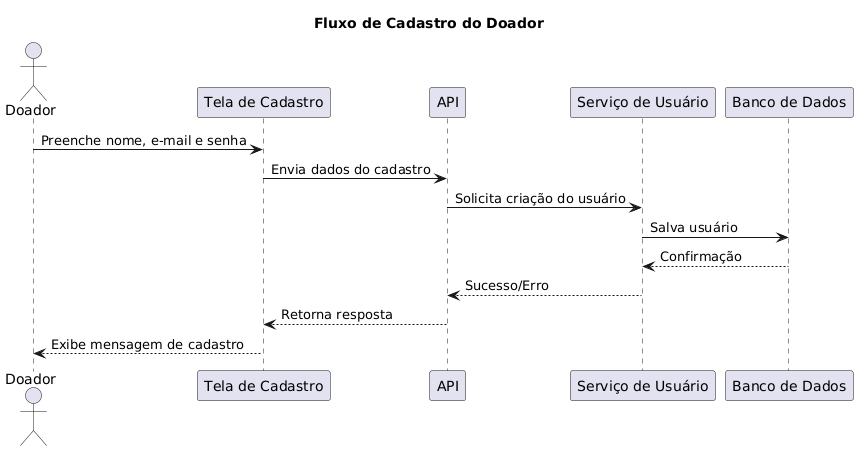 Fluxo de Cadastro do Doador
Doador
Tela de Cadastro
API
Serviço de Usuário
Banco de Dados
Preenche nome, e-mail e senha
Envia dados do cadastro
Solicita criação do usuário
Salva usuário
Confirmação
Sucesso/Erro
Retorna resposta
Exibe mensagem de cadastro
Doador
Tela de Cadastro
API
Serviço de Usuário
Banco de Dados